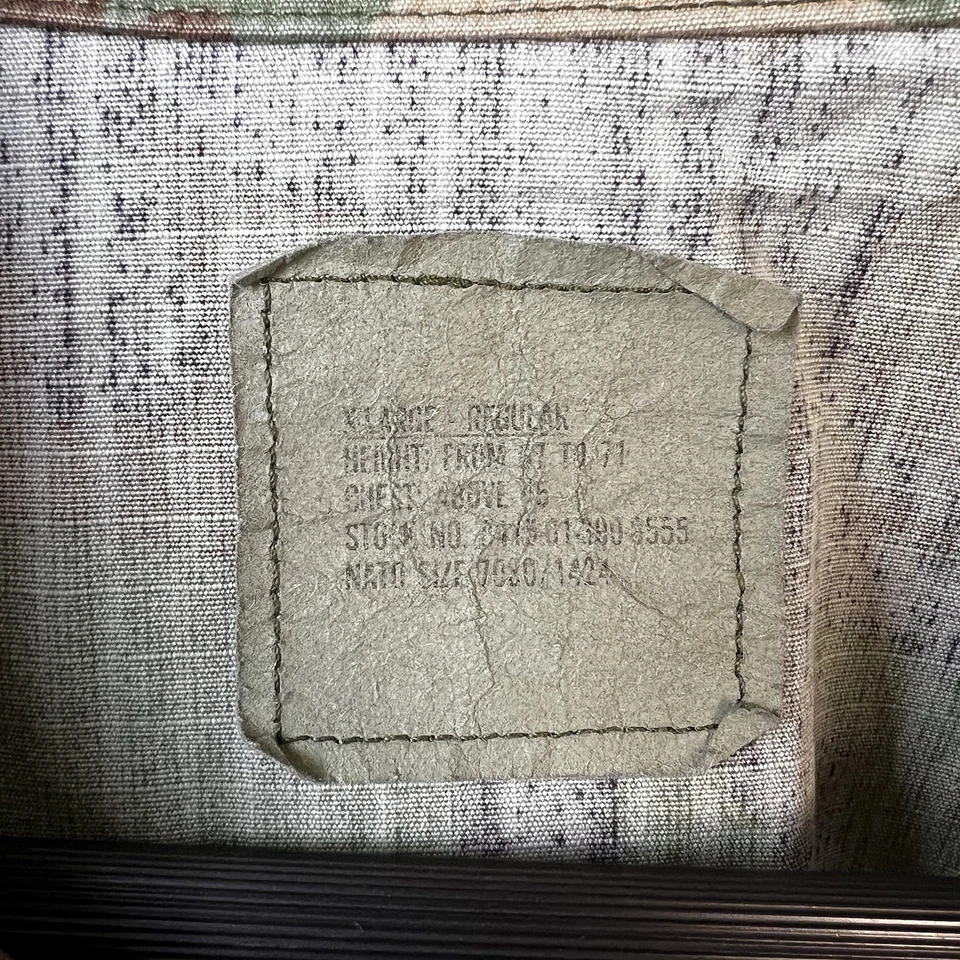 X-LARGE - REGULAR
HEIGHT: FROM 67 TO 71
CHEST: ABOVE 45
STOCK NO. 8415-01-390-8555
NATO SIZE 7080/1424